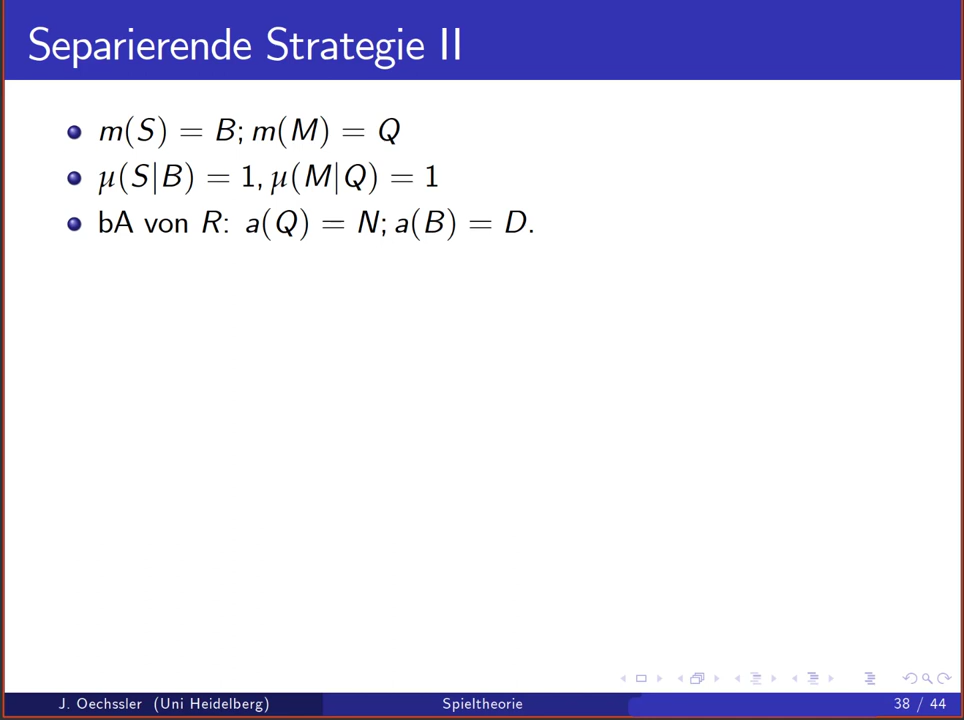 Separierende Strategie II
m(S) = B; m(M) = Q
μ(S|B) = 1, μ(M|Q) = 1
bA von R: a(Q) = N; a(B) = D.
J. Oechssler (Uni Heidelberg) Spieltheorie 38 / 44